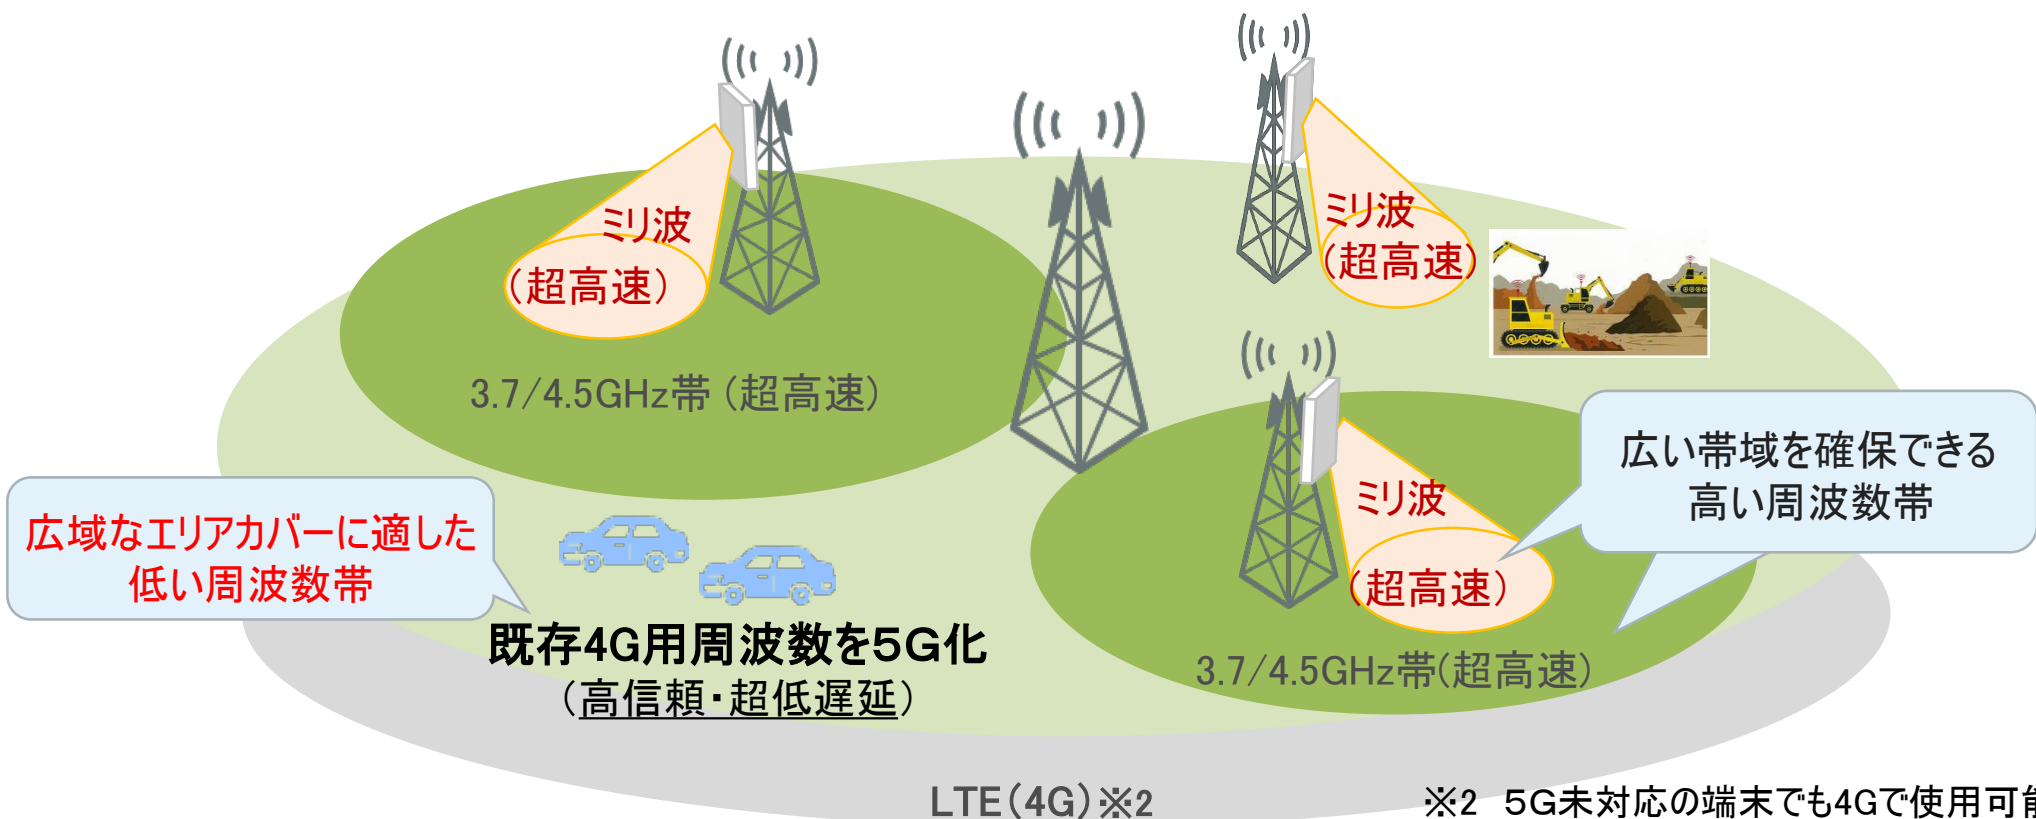 ミリ波
(超高速)
ミリ波
(超高速)
3.7/4.5GHz帯(超高速)
広い帯域を確保できる
高い周波数帯
ミリ波
(超高速)
広域なエリアカバーに適した
低い周波数帯
既存4G用周波数を5G化
(高信頼・超低遅延)
3.7/4.5GHz帯(超高速)
LTE(4G)※2
※2 5G未対応の端末でも4Gで使用可能